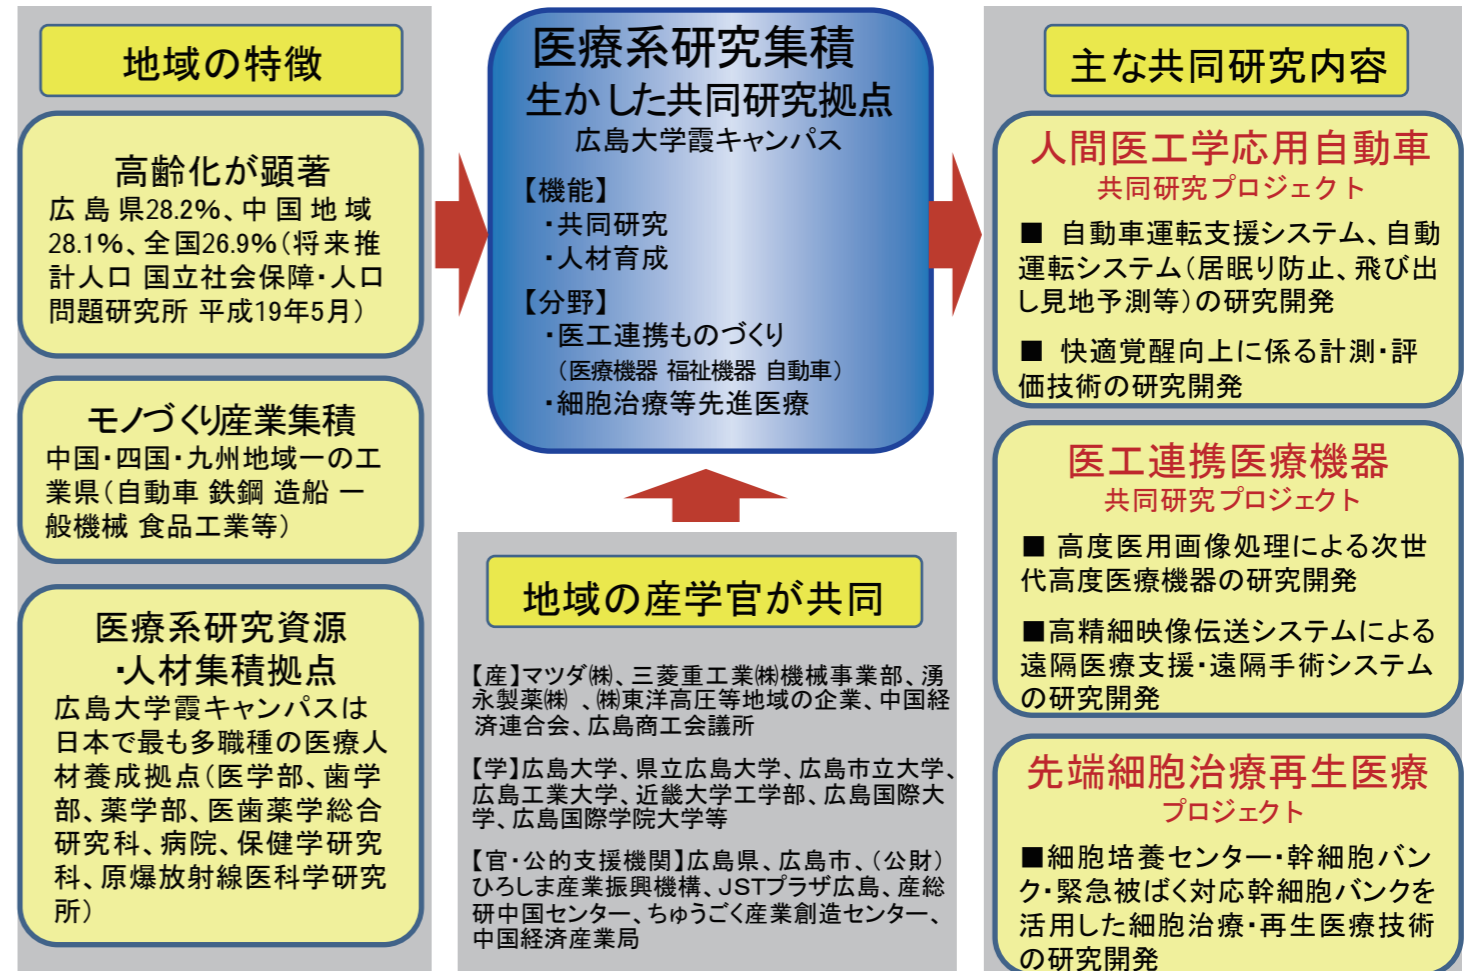 地域の特徴
高齢化が顕著
広島県28.2%、中国地域
28.1%、全国26.9%(将来推
計人口 国立社会保障・人口
問題研究所 平成19年5月)
モノづくり産業集積
中国・四国・九州地域一の工
業県(自動車 鉄鋼 造船 一
般機械 食品工業等)
医療系研究資源
・人材集積拠点
広島大学霞キャンパスは
日本で最も多職種の医療人
材養成拠点(医学部、歯学
部、薬学部、医歯薬学総合
研究科、病院、保健学研究
科、原爆放射線医科学研究
所)
医療系研究集積
生かした共同研究拠点
広島大学霞キャンパス
【機能】
・共同研究
・人材育成
【分野】
・医工連携ものづくり
(医療機器 福祉機器 自動車)
・細胞治療等先進医療
地域の産学官が共同
【産】マツダ㈱、三菱重工業㈱機械事業部、湧
永製薬㈱ 、㈱東洋高圧等地域の企業、中国経
済連合会、広島商工会議所
【学】広島大学、県立広島大学、広島市立大学、
広島工業大学、近畿大学工学部、広島国際大
学、広島国際学院大学等
【官・公的支援機関】広島県、広島市、(公財)
ひろしま産業振興機構、JSTプラザ広島、産総
研中国センター、ちゅうごく産業創造センター、
中国経済産業局
主な共同研究内容
人間医工学応用自動車
共同研究プロジェクト
■ 自動車運転支援システム、自動
運転システム(居眠り防止、飛び出
し見地予測等)の研究開発
■ 快適覚醒向上に係る計測・評
価技術の研究開発
医工連携医療機器
共同研究プロジェクト
■ 高度医用画像処理による次世
代高度医療機器の研究開発
■高精細映像伝送システムによる
遠隔医療支援・遠隔手術システム
の研究開発
先端細胞治療再生医療
プロジェクト
■細胞培養センター・幹細胞バン
ク・緊急被ばく対応幹細胞バンクを
活用した細胞治療・再生医療技術
の研究開発